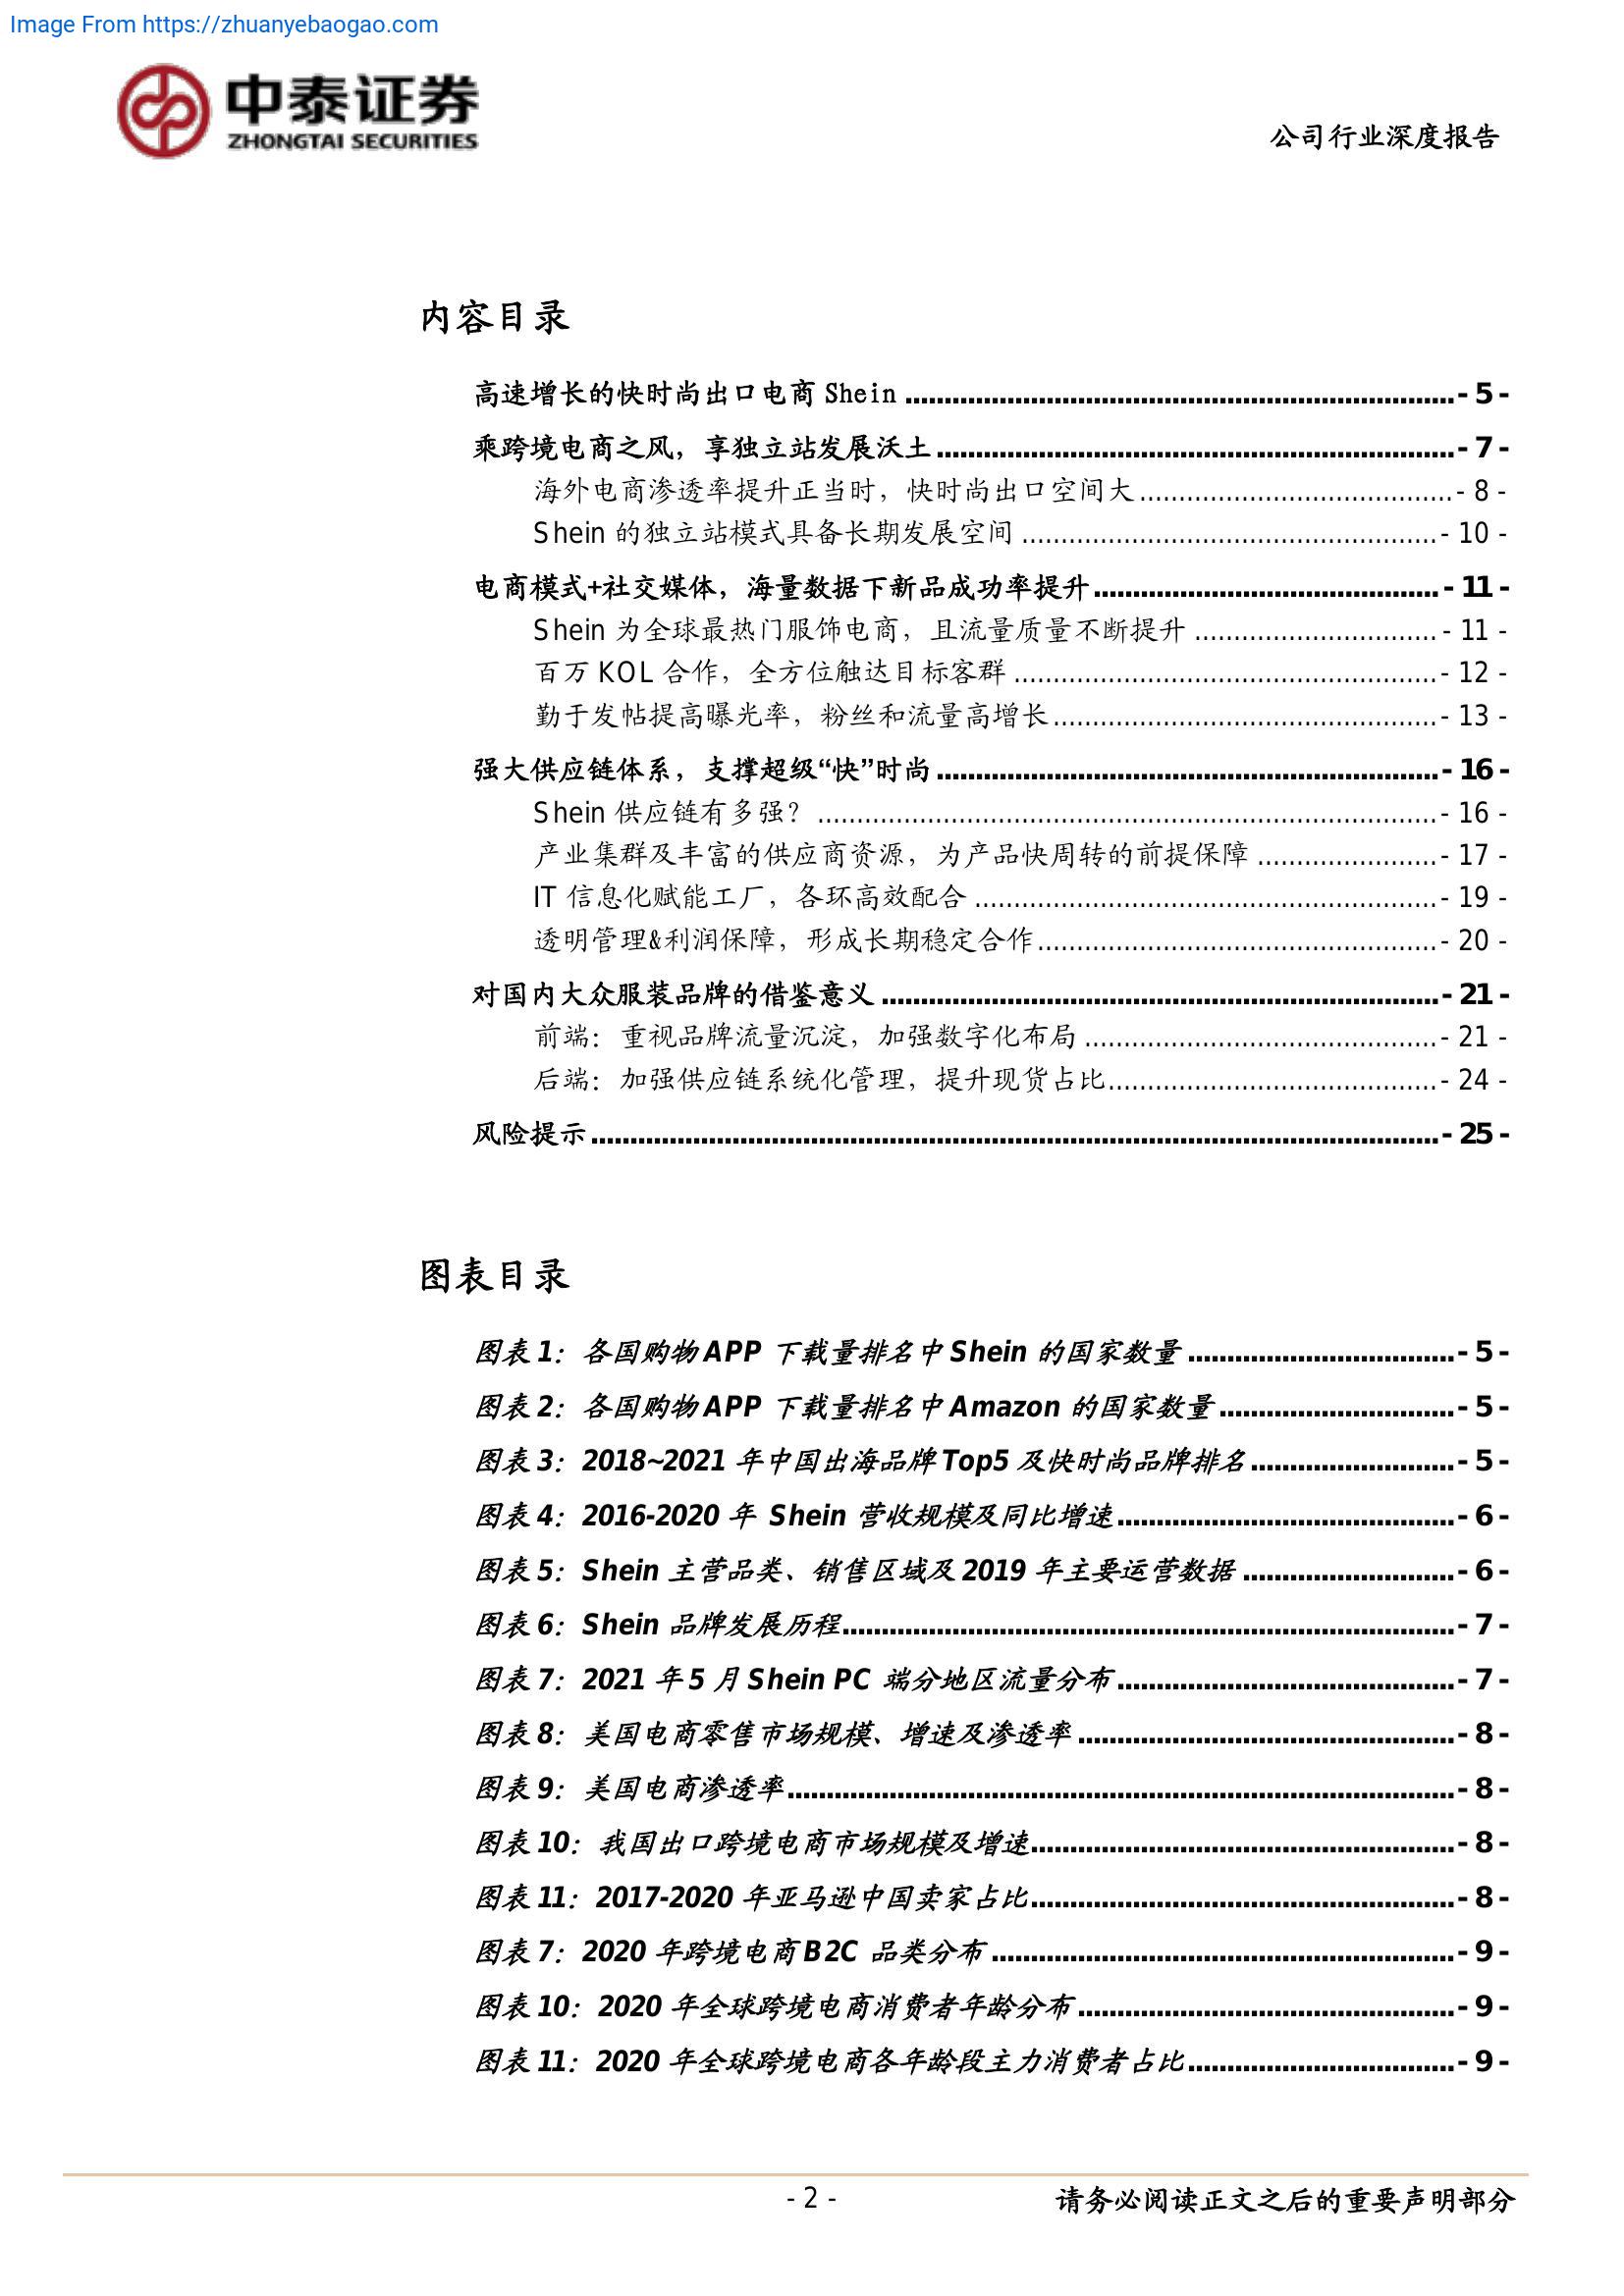 Image From https://zhuanyebaogao.com
中泰证券
ZHONGTAI SECURITIES
公司行业深度报告
内容目录
高速增长的快时尚出口电商 Shein ........................................ - 5 -
乘跨境电商之风，享独立站发展沃土 ........................................ - 7 -
海外电商渗透率提升正当时，快时尚出口空间大 ........................................ - 8 -
Shein 的独立站模式具备长期发展空间 ........................................ - 10 -
电商模式+社交媒体，海量数据下新品成功率提升 ........................................ - 11 -
Shein 为全球最热门服饰电商，且流量质量不断提升 ........................................ - 11 -
百万 KOL 合作，全方位触达目标客群 ........................................ - 12 -
勤于发帖提高曝光率，粉丝和流量高增长 ........................................ - 13 -
强大供应链体系，支撑超级“快”时尚 ........................................ - 16 -
Shein 供应链有多强？ ........................................ - 16 -
产业集群及丰富的供应商资源，为产品快周转的前提保障 ........................................ - 17 -
IT 信息化赋能工厂，各环高效配合 ........................................ - 19 -
透明管理&利润保障，形成长期稳定合作 ........................................ - 20 -
对国内大众服装品牌的借鉴意义 ........................................ - 21 -
前端：重视品牌流量沉淀，加强数字化布局 ........................................ - 21 -
后端：加强供应链系统化管理，提升现货占比 ........................................ - 24 -
风险提示 ........................................ - 25 -
图表目录
图表 1：各国购物 APP 下载量排名中 Shein 的国家数量 ........................................ - 5 -
图表 2：各国购物 APP 下载量排名中 Amazon 的国家数量 ........................................ - 5 -
图表 3：2018~2021 年中国出海品牌 Top5 及快时尚品牌排名 ........................................ - 5 -
图表 4：2016-2020 年 Shein 营收规模及同比增速 ........................................ - 6 -
图表 5：Shein 主营品类、销售区域及 2019 年主要运营数据 ........................................ - 6 -
图表 6：Shein 品牌发展历程 ........................................ - 7 -
图表 7：2021 年 5 月 Shein PC 端分地区流量分布 ........................................ - 7 -
图表 8：美国电商零售市场规模、增速及渗透率 ........................................ - 8 -
图表 9：美国电商渗透率 ........................................ - 8 -
图表 10：我国出口跨境电商市场规模及增速 ........................................ - 8 -
图表 11：2017-2020 年亚马逊中国卖家占比 ........................................ - 8 -
图表 7：2020 年跨境电商 B2C 品类分布 ........................................ - 9 -
图表 10：2020 年全球跨境电商消费者年龄分布 ........................................ - 9 -
图表 11：2020 年全球跨境电商各年龄段主力消费者占比 ........................................ - 9 -
- 2 -
请务必阅读正文之后的重要声明部分